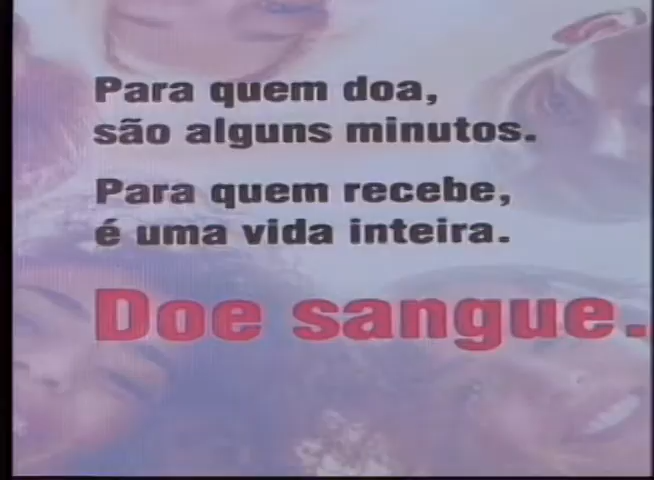 Para quem doa,
são alguns minutos.
Para quem recebe,
é uma vida inteira.
Doe sangue.